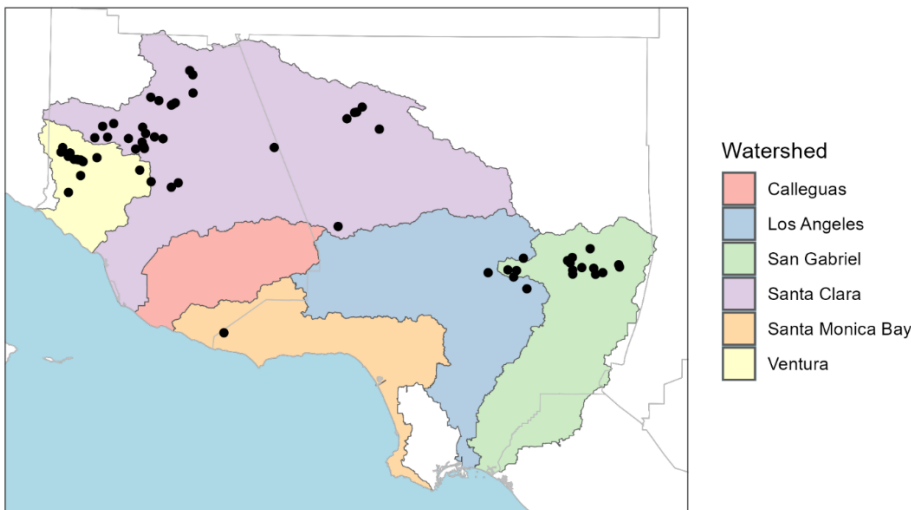 Watershed
Calleguas
Los Angeles
San Gabriel
Santa Clara
Santa Monica Bay
Ventura